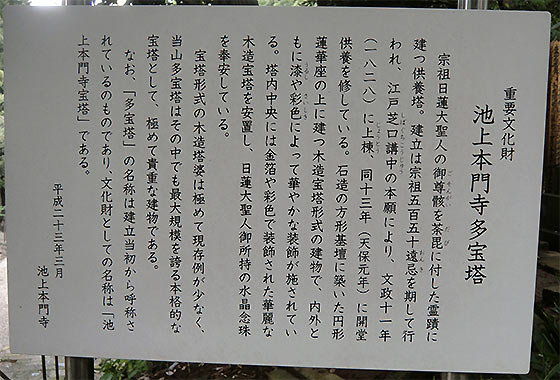 重要文化財
池上本門寺多宝塔
宗祖日蓮大聖人の御尊骸を荼毘に付した霊蹟に
建つ供養塔。建立は宗祖五百五十遠忌を期して行
われ、江戸芝口講中の本願により、文政十一年
(一八二八)に上棟、同十三年(天保元年)に開堂
供養を修している。石造の方形基壇に築いた円形
蓮華座の上に建つ木造宝塔形式の建物で、内外と
もに漆や彩色によって華やかな装飾が施されてい
る。塔内中央には金箔や彩色で装飾された華麗な
木造宝塔を安置し、日蓮大聖人御所持の水晶念珠
を奉安している。
宝塔形式の木造塔婆は極めて現存例が少なく、
当山多宝塔はその中でも最大規模を誇る本格的な
宝塔として、極めて貴重な建物である。
なお、「多宝塔」の名称は建立当初から呼称さ
れているのものであり、文化財としての名称は「池
上本門寺宝塔」である。
平成二十三年三月
池上本門寺